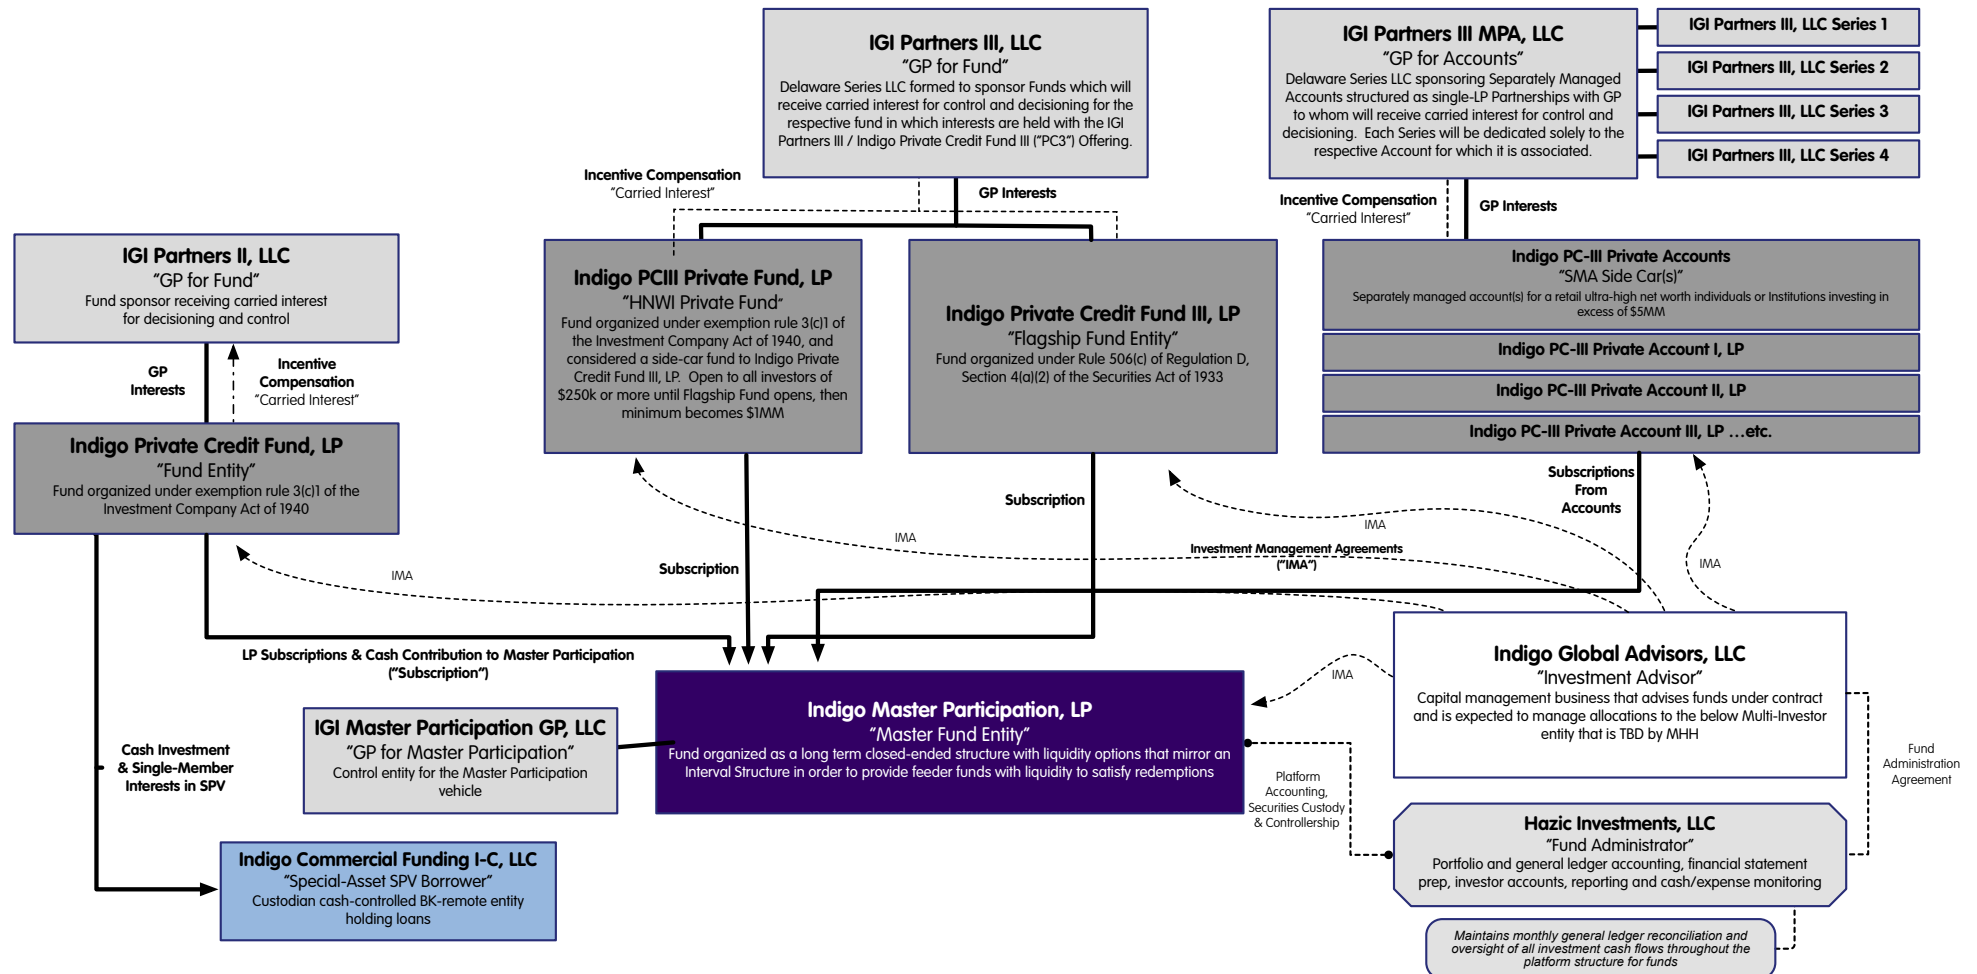 IGI Partners III, LLC
"GP for Fund"
Delaware Series LLC formed to sponsor Funds which will
receive carried interest for control and decisioning for the
respective fund in which interests are held with the IGI
Partners III / Indigo Private Credit Fund III ("PC3") Offering.
IGI Partners III MPA, LLC
"GP for Accounts"
Delaware Series LLC sponsoring Separately Managed
Accounts structured as single-LP Partnerships with GP
to whom will receive carried interest for control and
decisioning. Each Series will be dedicated solely to the
respective Account for which it is associated.
IGI Partners III, LLC Series 1
IGI Partners III, LLC Series 2
IGI Partners III, LLC Series 3
IGI Partners III, LLC Series 4
Incentive Compensation
"Carried Interest"
GP Interests
Incentive Compensation
"Carried Interest"
GP Interests
IGI Partners II, LLC
"GP for Fund"
Fund sponsor receiving carried interest
for decisioning and control
GP
Interests
Incentive
Compensation
"Carried Interest"
Indigo Private Credit Fund, LP
"Fund Entity"
Fund organized under exemption rule 3(c)1 of the
Investment Company Act of 1940
Indigo PCIII Private Fund, LP
"HNWI Private Fund"
Fund organized under exemption rule 3(c)1 of
the Investment Company Act of 1940, and
considered a side-car fund to Indigo Private
Credit Fund III, LP. Open to all investors of
$250k or more until Flagship Fund opens, then
minimum becomes $1MM
Indigo Private Credit Fund III, LP
"Flagship Fund Entity"
Fund organized under Rule 506(c) of Regulation D,
Section 4(a)(2) of the Securities Act of 1933
Indigo PC-III Private Accounts
"SMA Side Car(s)"
Separately managed account(s) for a retail ultra-high net worth individuals or Institutions investing in
excess of $5MM
Indigo PC-III Private Account I, LP
Indigo PC-III Private Account II, LP
Indigo PC-III Private Account III, LP ...etc.
Subscription
Subscription
Subscriptions
From
Accounts
IMA
IMA
IMA
IMA
IMA
Investment Management Agreements
("IMA")
LP Subscriptions & Cash Contribution to Master Participation
("Subscription")
Cash Investment
& Single-Member
Interests in SPV
IGI Master Participation GP, LLC
"GP for Master Participation"
Control entity for the Master Participation
vehicle
Indigo Master Participation, LP
"Master Fund Entity"
Fund organized as a long term closed-ended structure with liquidity options that mirror an
Interval Structure in order to provide feeder funds with liquidity to satisfy redemptions
Indigo Global Advisors, LLC
"Investment Advisor"
Capital management business that advises funds under contract
and is expected to manage allocations to the below Multi-Investor
entity that is TBD by MHH
Platform
Accounting,
Securities Custody
& Controllership
Fund
Administration
Agreement
Hazic Investments, LLC
"Fund Administrator"
Portfolio and general ledger accounting, financial statement
prep, investor accounts, reporting and cash/expense monitoring
Maintains monthly general ledger reconciliation and
oversight of all investment cash flows throughout the
platform structure for funds
Indigo Commercial Funding I-C, LLC
"Special-Asset SPV Borrower"
Custodian cash-controlled BK-remote entity
holding loans